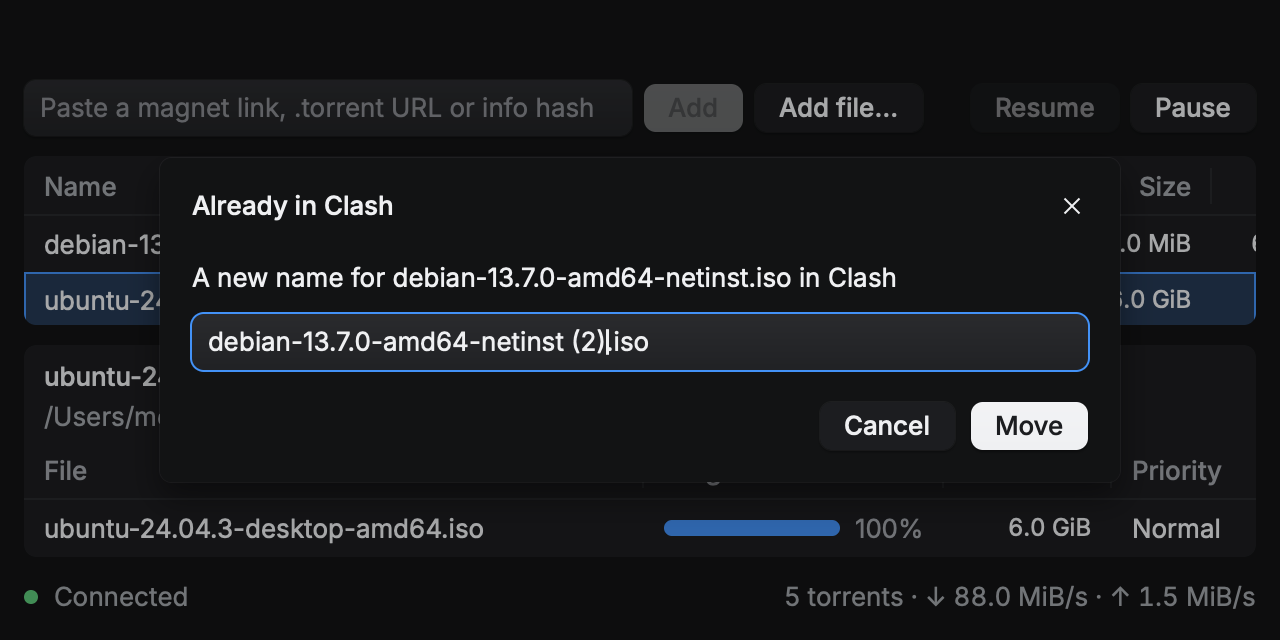 Paste a magnet link, .torrent URL or info hash Add Add file... Resume Pause
Name Size
Already in Clash
debian-13 .0 MiB
A new name for debian-13.7.0-amd64-netinst.iso in Clash
ubuntu-24 .0 GiB
debian-13.7.0-amd64-netinst (2).iso
ubuntu-24
/Users/m
Cancel Move
File Priority
ubuntu-24.04.3-desktop-amd64.iso 100% 6.0 GiB Normal
Connected 5 torrents · ↓ 88.0 MiB/s · ↑ 1.5 MiB/s